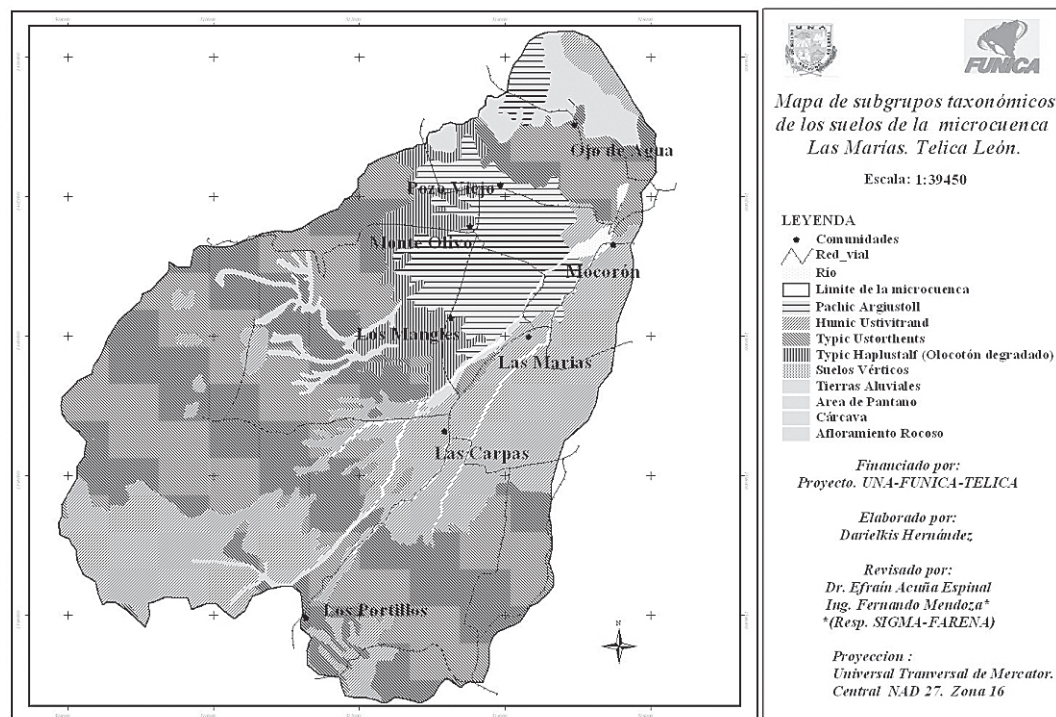 Ojo de Agua
Pozo Viejo
Monte Olivo
Mocorón
Los Mangles
Las Marías
Las Carpas
Los Portillos
N
UNA
FUNICA
Mapa de subgrupos taxonómicos
de los suelos de la microcuenca
Las Marías. Telica León.
Escala: 1:39450
LEYENDA
Comunidades
Red_vial
Rio
Limite de la microcuenca
Pachic Argiustoll
Humic Ustivitrand
Typic Ustorthents
Typic Haplustalf (Olocotón degradado)
Suelos Vérticos
Tierras Aluviales
Area de Pantano
Cárcava
Afloramiento Rocoso
Financiado por:
Proyecto. UNA-FUNICA-TELICA
Elaborado por:
Darielkis Hernández
Revisado por:
Dr. Efraín Acuña Espinal
Ing. Fernando Mendoza*
*(Resp. SIGMA-FARENA)
Proyeccion :
Universal Tranversal de Mercator.
Central NAD 27. Zona 16